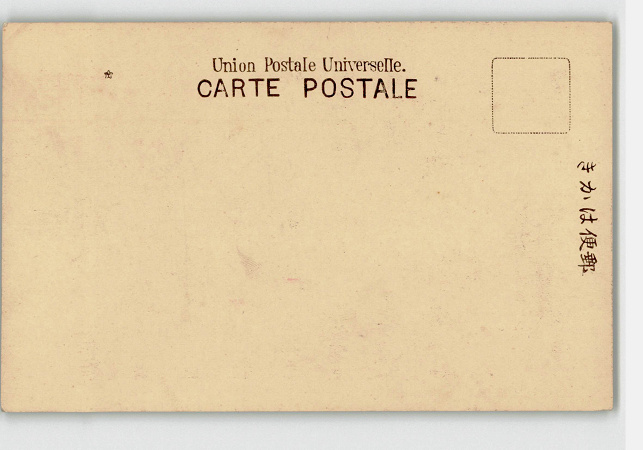 Union Postale Universelle.
CARTE POSTALE
きかは便郵